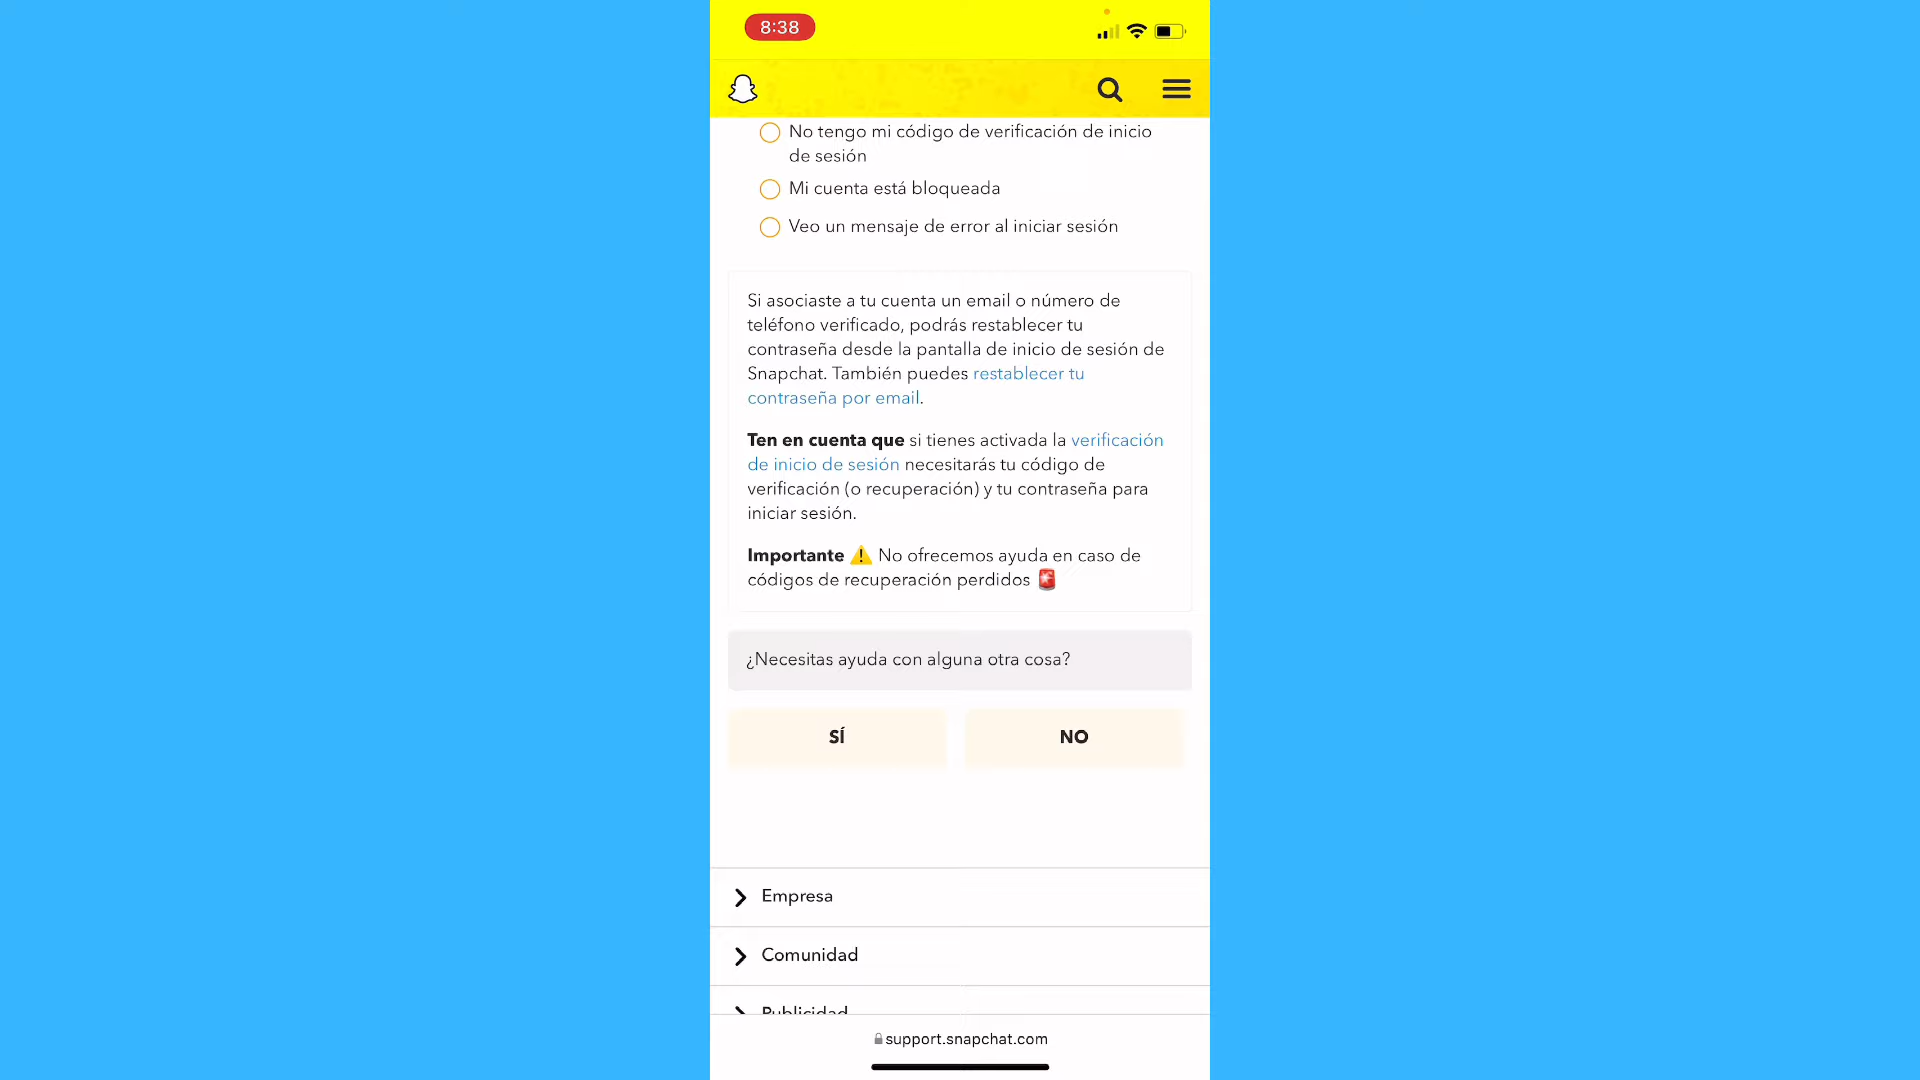 8:38
No tengo mi código de verificación de inicio
de sesión
Mi cuenta está bloqueada
Veo un mensaje de error al iniciar sesión
Si asociaste a tu cuenta un email o número de
teléfono verificado, podrás restablecer tu
contraseña desde la pantalla de inicio de sesión de
Snapchat. También puedes restablecer tu
contraseña por email.
Ten en cuenta que si tienes activada la verificación
de inicio de sesión necesitarás tu código de
verificación (o recuperación) y tu contraseña para
iniciar sesión.
Importante ⚠️ No ofrecemos ayuda en caso de
códigos de recuperación perdidos 🚨
¿Necesitas ayuda con alguna otra cosa?
SÍ
NO
Empresa
Comunidad
Publicidad
support.snapchat.com